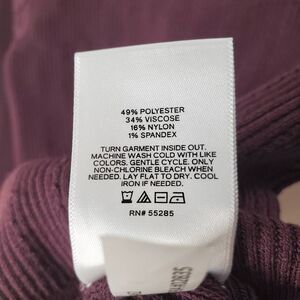 49% POLYESTER
34% VISCOSE
16% NYLON
1% SPANDEX
TURN GARMENT INSIDE OUT.
MACHINE WASH COLD WITH LIKE
COLORS. GENTLE CYCLE. ONLY
NON-CHLORINE BLEACH WHEN
NEEDED. LAY FLAT TO DRY. COOL
IRON IF NEEDED.
RN# 55285